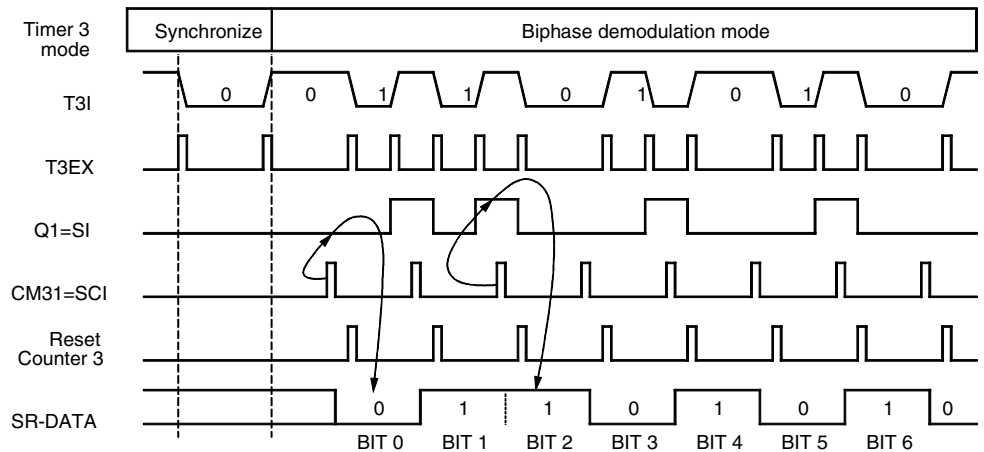 Timer 3
mode
Synchronize
Biphase demodulation mode
T3I
0 0 1 1 0 1 0 1 0
T3EX
Q1=SI
CM31=SCI
Reset
Counter 3
SR-DATA
0 1 1 0 1 0 1 0
BIT 0 BIT 1 BIT 2 BIT 3 BIT 4 BIT 5 BIT 6